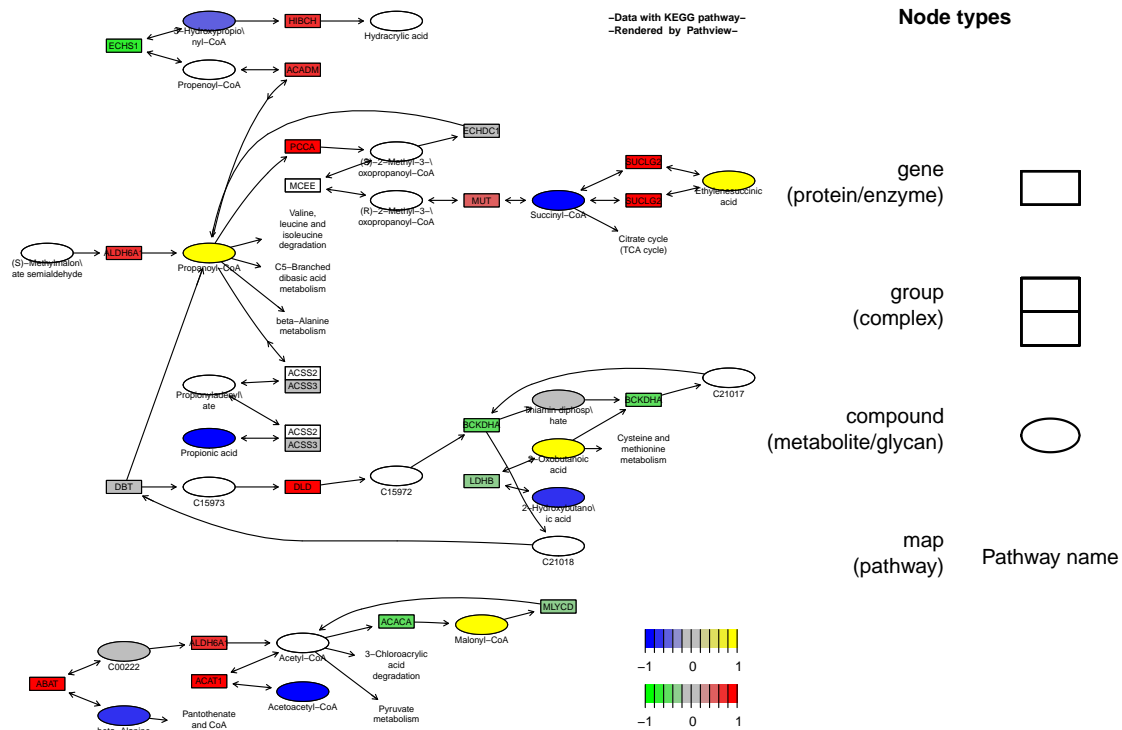 −Data with KEGG pathway−
−Rendered by Pathview−
Node types
3−Hydroxypropio\
nyl−CoA
HIBCH
Hydracrylic acid
ECHS1
Propenoyl−CoA
ACADM
ECHDC1
PCCA
(S)−2−Methyl−3−\
oxopropanoyl−CoA
MCEE
(R)−2−Methyl−3−\
oxopropanoyl−CoA
MUT
Succinyl−CoA
SUCLG2
SUCLG2
Ethylenesuccinic
acid
Citrate cycle
(TCA cycle)
gene
(protein/enzyme)
Valine,
leucine and
isoleucine
degradation
(S)−Methylmalon\
ate semialdehyde
ALDH6A1
Propanoyl−CoA
C5−Branched
dibasic acid
metabolism
beta−Alanine
metabolism
group
(complex)
Propionyladenyl\
ate
ACSS2
ACSS3
Propionic acid
ACSS2
ACSS3
C21017
Thiamin diphosp\
hate
BCKDHA
BCKDHA
2−Oxobutanoic
acid
Cysteine and
methionine
metabolism
compound
(metabolite/glycan)
DBT
C15973
DLD
C15972
LDHB
2−Hydroxybutano\
ic acid
C21018
map
(pathway)
Pathway name
MLYCD
ACACA
Malonyl−CoA
C00222
ALDH6A1
Acetyl−CoA
3−Chloroacrylic
acid
degradation
ABAT
ACAT1
Acetoacetyl−CoA
Pyruvate
metabolism
beta−Alanine
Pantothenate
and CoA
−1 0 1
−1 0 1